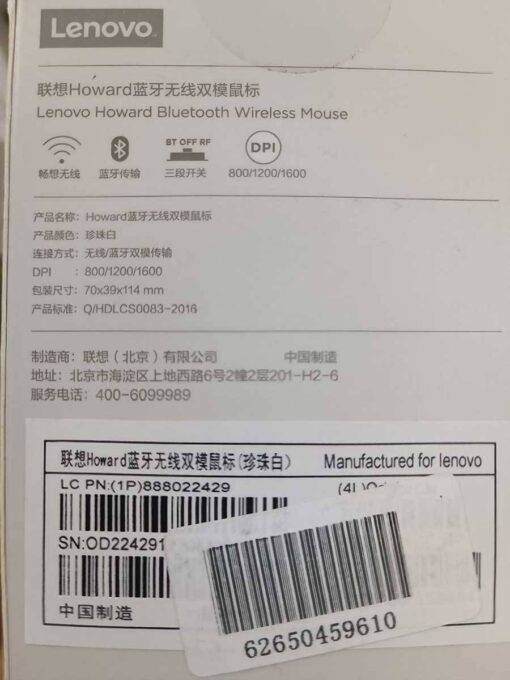 Lenovo
联想Howard蓝牙无线双模鼠标
Lenovo Howard Bluetooth Wireless Mouse
BT OFF RF
DPI
畅想无线 蓝牙传输 三段开关 800/1200/1600
产品名称: Howard蓝牙无线双模鼠标
产品颜色: 珍珠白
连接方式: 无线/蓝牙双模传输
DPI : 800/1200/1600
包装尺寸: 70x39x114 mm
产品标准: Q/HDLCS0083-2016
制造商: 联想（北京）有限公司 中国制造
地址: 北京市海淀区上地西路6号2幢2层201-H2-6
服务电话: 400-6099989
联想Howard蓝牙无线双模鼠标(珍珠白) Manufactured for lenovo
LC PN:(1P)888022429
SN:OD224291
中国制造
62650459610